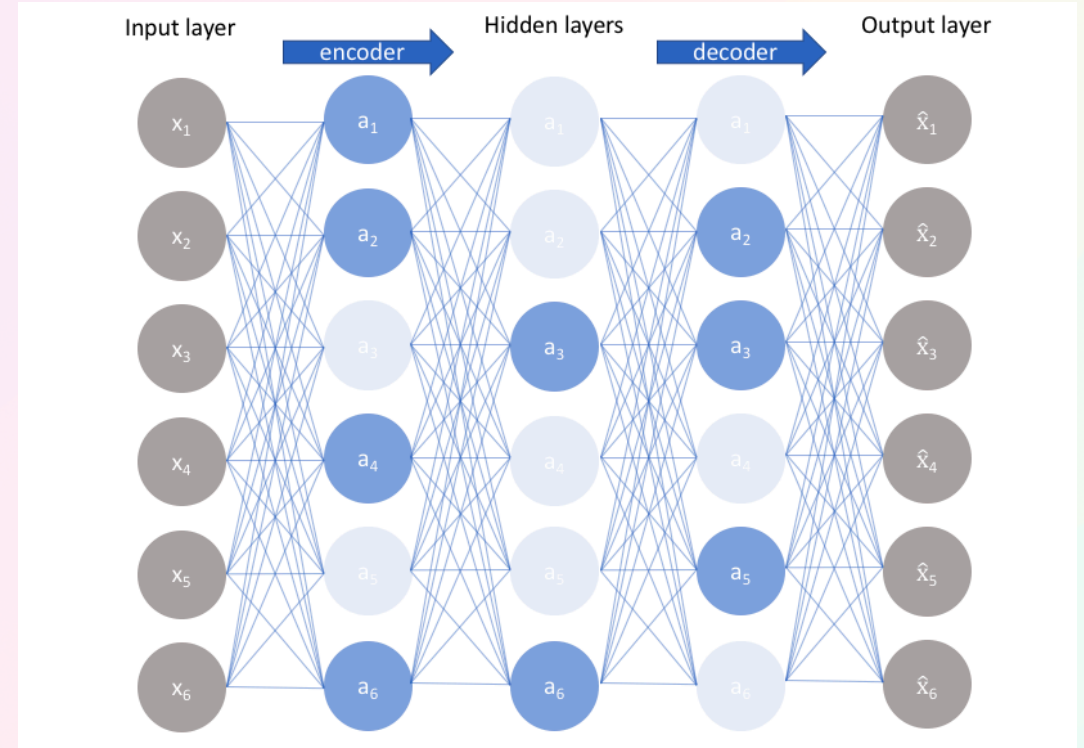 Input layer
encoder
Hidden layers
decoder
Output layer
x₁ a₁ a₁ a₁ x̂₁
x₂ a₂ a₂ a₂ x̂₂
x₃ a₃ a₃ a₃ x̂₃
x₄ a₄ a₄ a₄ x̂₄
x₅ a₅ a₅ a₅ x̂₅
x₆ a₆ a₆ a₆ x̂₆